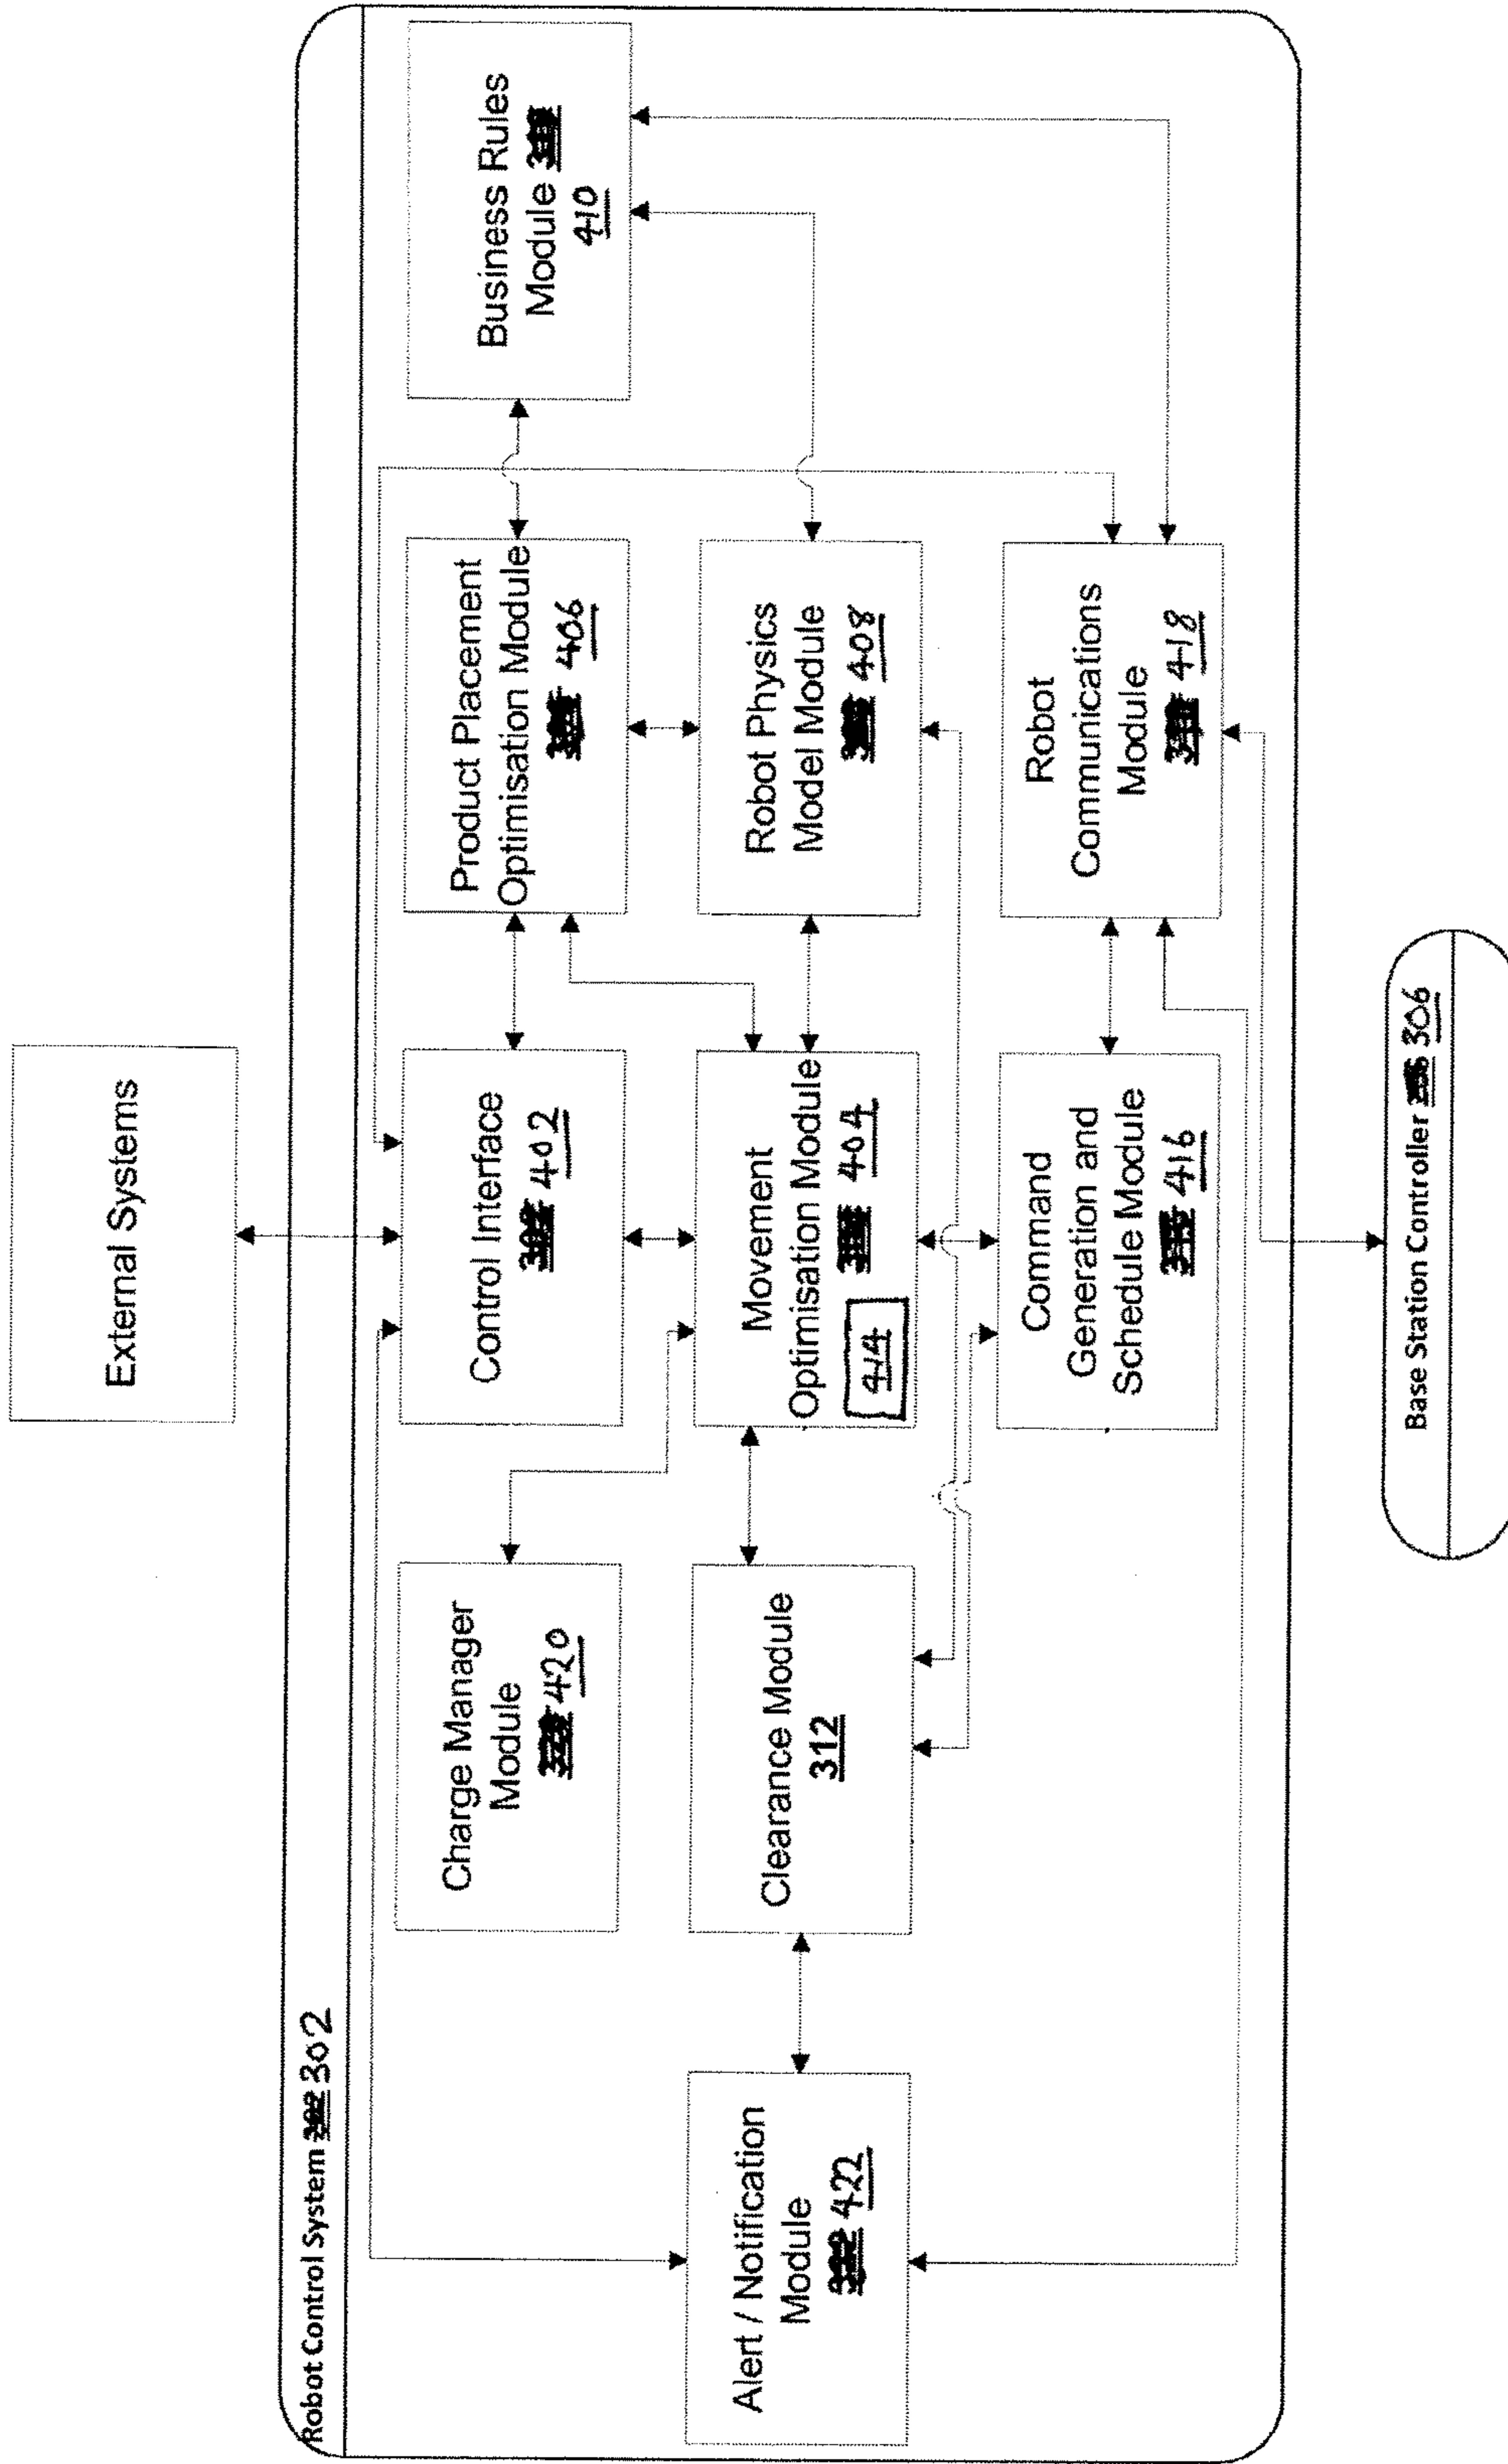 External Systems
Robot Control System 302
Control Interface
402
Product Placement
Optimisation Module
406
Business Rules
Module
410
Charge Manager
Module
420
Alert / Notification
Module
422
Clearance Module
312
Movement
Optimisation Module
404
414
Robot Physics
Model Module
408
Command
Generation and
Schedule Module
416
Robot
Communications
Module
418
Base Station Controller 306